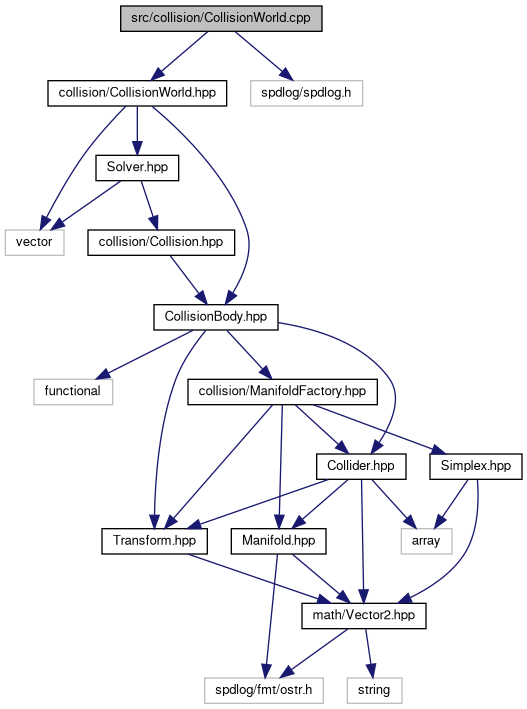 src/collision/CollisionWorld.cpp
collision/CollisionWorld.hpp
spdlog/spdlog.h
Solver.hpp
vector
collision/Collision.hpp
CollisionBody.hpp
functional
collision/ManifoldFactory.hpp
Collider.hpp
Simplex.hpp
Transform.hpp
Manifold.hpp
array
math/Vector2.hpp
spdlog/fmt/ostr.h
string